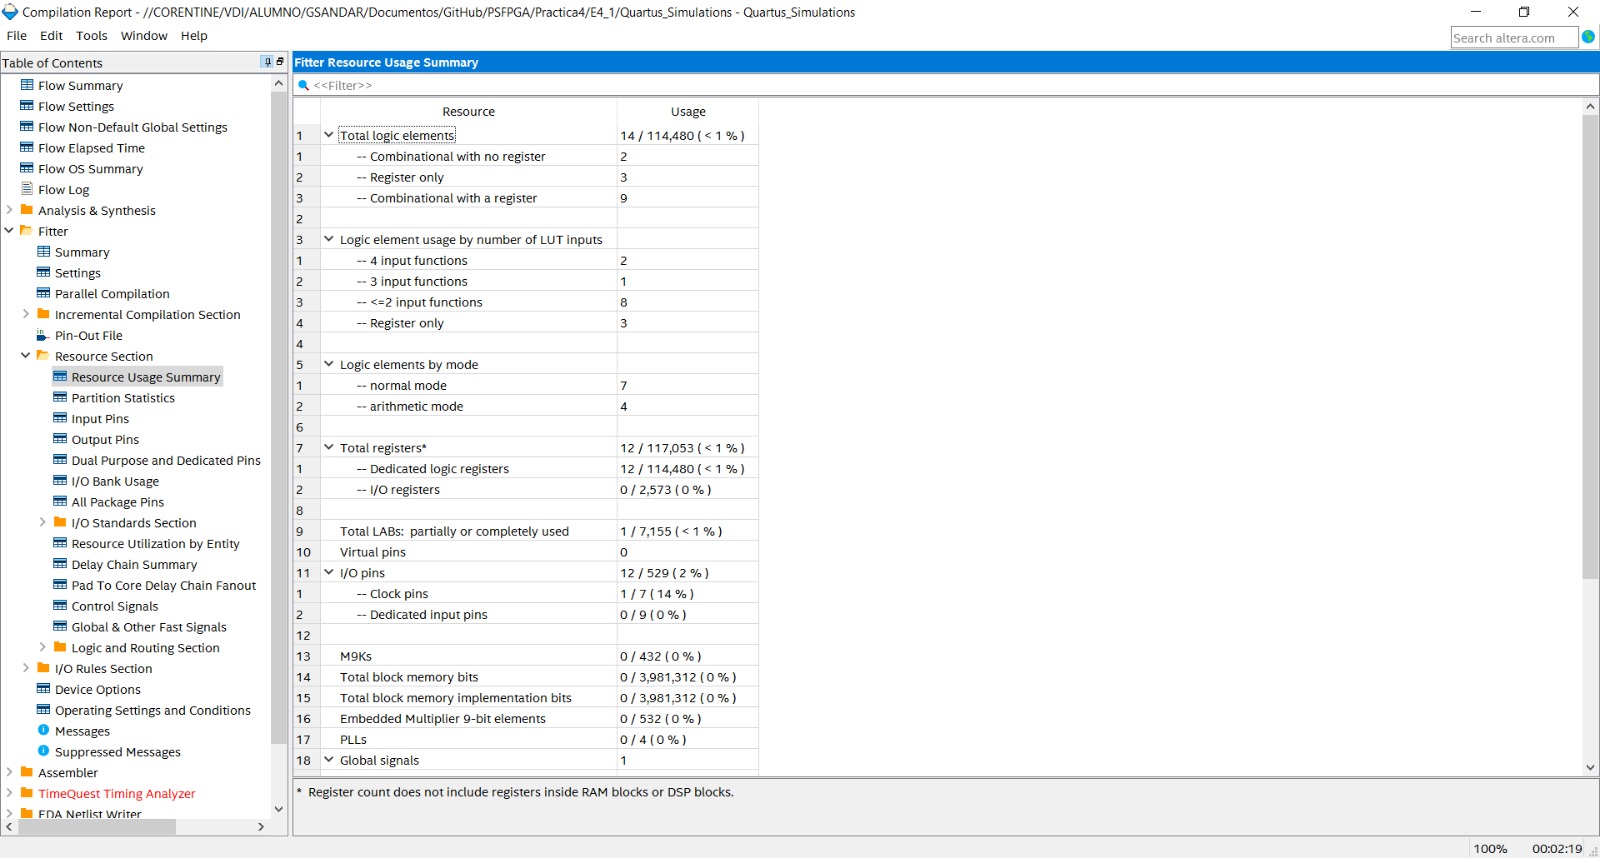 Compilation Report - //CORENTINE/VDI/ALUMNO/GSANDAR/Documentos/GitHub/PSFPGA/Practica4/E4_1/Quartus_Simulations - Quartus_Simulations
File Edit Tools Window Help
Search altera.com
Table of Contents
Flow Summary
Flow Settings
Flow Non-Default Global Settings
Flow Elapsed Time
Flow OS Summary
Flow Log
Analysis & Synthesis
Fitter
Summary
Settings
Parallel Compilation
Incremental Compilation Section
Pin-Out File
Resource Section
Resource Usage Summary
Partition Statistics
Input Pins
Output Pins
Dual Purpose and Dedicated Pins
I/O Bank Usage
All Package Pins
I/O Standards Section
Resource Utilization by Entity
Delay Chain Summary
Pad To Core Delay Chain Fanout
Control Signals
Global & Other Fast Signals
Logic and Routing Section
I/O Rules Section
Device Options
Operating Settings and Conditions
Messages
Suppressed Messages
Assembler
TimeQuest Timing Analyzer
EDA Netlist Writer
Fitter Resource Usage Summary
<<Filter>>
Resource Usage
1 Total logic elements 14 / 114,480 ( < 1 % )
1 -- Combinational with no register 2
2 -- Register only 3
3 -- Combinational with a register 9
2
3 Logic element usage by number of LUT inputs
1 -- 4 input functions 2
2 -- 3 input functions 1
3 -- <=2 input functions 8
4 -- Register only 3
4
5 Logic elements by mode
1 -- normal mode 7
2 -- arithmetic mode 4
6
7 Total registers* 12 / 117,053 ( < 1 % )
1 -- Dedicated logic registers 12 / 114,480 ( < 1 % )
2 -- I/O registers 0 / 2,573 ( 0 % )
8
9 Total LABs: partially or completely used 1 / 7,155 ( < 1 % )
10 Virtual pins 0
11 I/O pins 12 / 529 ( 2 % )
1 -- Clock pins 1 / 7 ( 14 % )
2 -- Dedicated input pins 0 / 9 ( 0 % )
12
13 M9Ks 0 / 432 ( 0 % )
14 Total block memory bits 0 / 3,981,312 ( 0 % )
15 Total block memory implementation bits 0 / 3,981,312 ( 0 % )
16 Embedded Multiplier 9-bit elements 0 / 532 ( 0 % )
17 PLLs 0 / 4 ( 0 % )
18 Global signals 1
* Register count does not include registers inside RAM blocks or DSP blocks.
100% 00:02:19